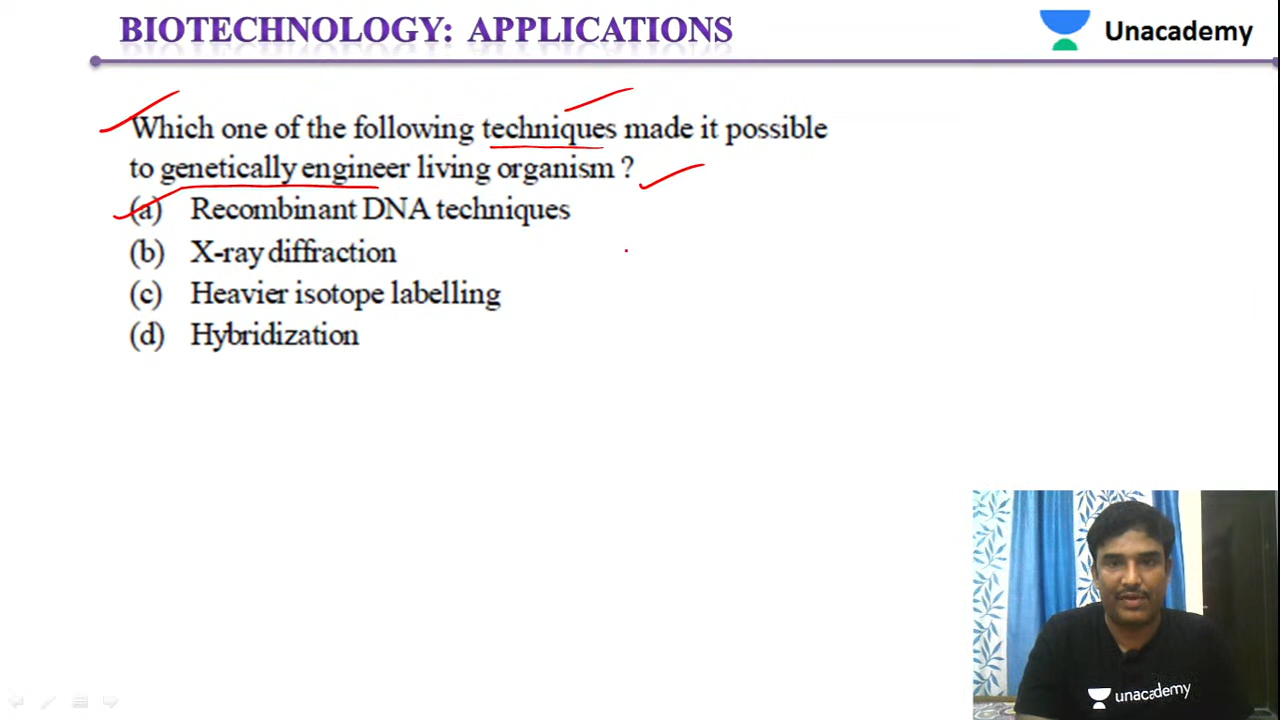 BIOTECHNOLOGY: APPLICATIONS
Unacademy
Which one of the following techniques made it possible
to genetically engineer living organism ?
(a) Recombinant DNA techniques
(b) X-ray diffraction
(c) Heavier isotope labelling
(d) Hybridization
unacademy